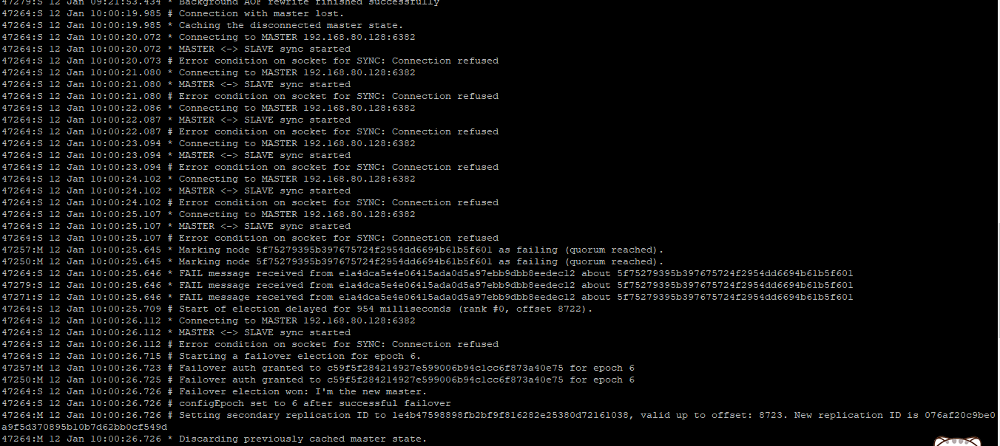 47279:S 12 Jan 09:21:53.434 * Background AOF rewrite finished successfully
47264:S 12 Jan 10:00:19.985 # Connection with master lost.
47264:S 12 Jan 10:00:19.985 * Caching the disconnected master state.
47264:S 12 Jan 10:00:20.072 * Connecting to MASTER 192.168.80.128:6382
47264:S 12 Jan 10:00:20.072 * MASTER <-> SLAVE sync started
47264:S 12 Jan 10:00:20.073 # Error condition on socket for SYNC: Connection refused
47264:S 12 Jan 10:00:21.080 * Connecting to MASTER 192.168.80.128:6382
47264:S 12 Jan 10:00:21.080 * MASTER <-> SLAVE sync started
47264:S 12 Jan 10:00:21.080 # Error condition on socket for SYNC: Connection refused
47264:S 12 Jan 10:00:22.086 * Connecting to MASTER 192.168.80.128:6382
47264:S 12 Jan 10:00:22.087 * MASTER <-> SLAVE sync started
47264:S 12 Jan 10:00:22.087 # Error condition on socket for SYNC: Connection refused
47264:S 12 Jan 10:00:23.094 * Connecting to MASTER 192.168.80.128:6382
47264:S 12 Jan 10:00:23.094 * MASTER <-> SLAVE sync started
47264:S 12 Jan 10:00:23.094 # Error condition on socket for SYNC: Connection refused
47264:S 12 Jan 10:00:24.102 * Connecting to MASTER 192.168.80.128:6382
47264:S 12 Jan 10:00:24.102 * MASTER <-> SLAVE sync started
47264:S 12 Jan 10:00:24.102 # Error condition on socket for SYNC: Connection refused
47264:S 12 Jan 10:00:25.107 * Connecting to MASTER 192.168.80.128:6382
47264:S 12 Jan 10:00:25.107 * MASTER <-> SLAVE sync started
47264:S 12 Jan 10:00:25.107 # Error condition on socket for SYNC: Connection refused
47257:M 12 Jan 10:00:25.645 * Marking node 5f75279395b397675724f2954dd6694b61b5f601 as failing (quorum reached).
47250:M 12 Jan 10:00:25.645 * Marking node 5f75279395b397675724f2954dd6694b61b5f601 as failing (quorum reached).
47264:S 12 Jan 10:00:25.646 * FAIL message received from e1a4dca5e4e06415ada0d5a97ebb9dbb8eedec12 about 5f75279395b397675724f2954dd6694b61b5f601
47279:S 12 Jan 10:00:25.646 * FAIL message received from e1a4dca5e4e06415ada0d5a97ebb9dbb8eedec12 about 5f75279395b397675724f2954dd6694b61b5f601
47271:S 12 Jan 10:00:25.646 * FAIL message received from e1a4dca5e4e06415ada0d5a97ebb9dbb8eedec12 about 5f75279395b397675724f2954dd6694b61b5f601
47264:S 12 Jan 10:00:25.709 # Start of election delayed for 954 milliseconds (rank #0, offset 8722).
47264:S 12 Jan 10:00:26.112 * Connecting to MASTER 192.168.80.128:6382
47264:S 12 Jan 10:00:26.112 * MASTER <-> SLAVE sync started
47264:S 12 Jan 10:00:26.112 # Error condition on socket for SYNC: Connection refused
47264:S 12 Jan 10:00:26.715 # Starting a failover election for epoch 6.
47257:M 12 Jan 10:00:26.723 # Failover auth granted to c59f5f284214927e599006b94c1cc6f873a40e75 for epoch 6
47250:M 12 Jan 10:00:26.725 # Failover auth granted to c59f5f284214927e599006b94c1cc6f873a40e75 for epoch 6
47264:S 12 Jan 10:00:26.726 # Failover election won: I'm the new master.
47264:S 12 Jan 10:00:26.726 # configEpoch set to 6 after successful failover
47264:M 12 Jan 10:00:26.726 # Setting secondary replication ID to 1e4b47598898fb2bf9f816282e25380d72161038, valid up to offset: 8723. New replication ID is 076af20c9be0
a9f5d370895b10b7d62bb0cf549d
47264:M 12 Jan 10:00:26.726 * Discarding previously cached master state.